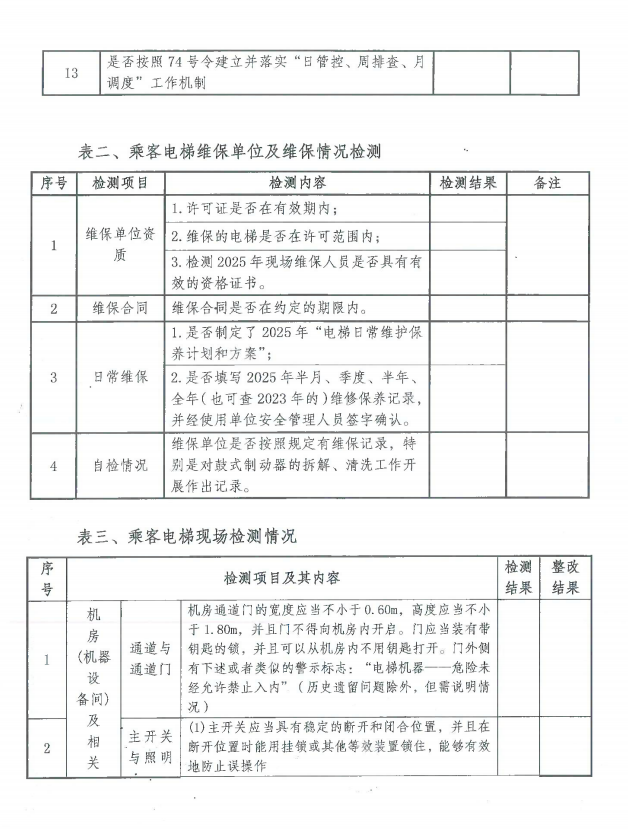 13
是否按照 74 号令建立并落实“日管控、周排查、月
调度”工作机制
表二、乘客电梯维保单位及维保情况检测
序号 检测项目 检测内容 检测结果 备注
1
维保单位资
质
1.许可证是否在有效期内；
2.维保的电梯是否在许可范围内；
3.检测 2025 年现场维保人员是否具有有
效的资格证书。
2 维保合同 维保合同是否在约定的期限内。
3 日常维保
1.是否制定了 2025 年“电梯日常维护保
养计划和方案”；
2.是否填写 2025 年半月、季度、半年、
全年(也可查 2023 年的)维修保养记录，
并经使用单位安全管理人员签字确认。
4 自检情况
维保单位是否按照规定有维保记录，特
别是对鼓式制动器的拆解、清洗工作开
展作出记录。
表三、乘客电梯现场检测情况
序
号
检测项目及其内容
检测
结果
整改
结果
1
机
房
(机器
设
备间)
及
相
关
通道与
通道门
机房通道门的宽度应当不小于 0.60m，高度应当不小
于 1.80m，并且门不得向机房内开启。门应当装有带
钥匙的锁，并且可以从机房内不用钥匙打开。门外侧
有下述或者类似的警示标志：“电梯机器——危险未
经允许禁止入内”(历史遗留问题除外，但需说明情
况)
2
主开关
与照明
(1)主开关应当具有稳定的断开和闭合位置，并且在
断开位置时能用挂锁或其他等效装置锁住，能够有效
地防止误操作